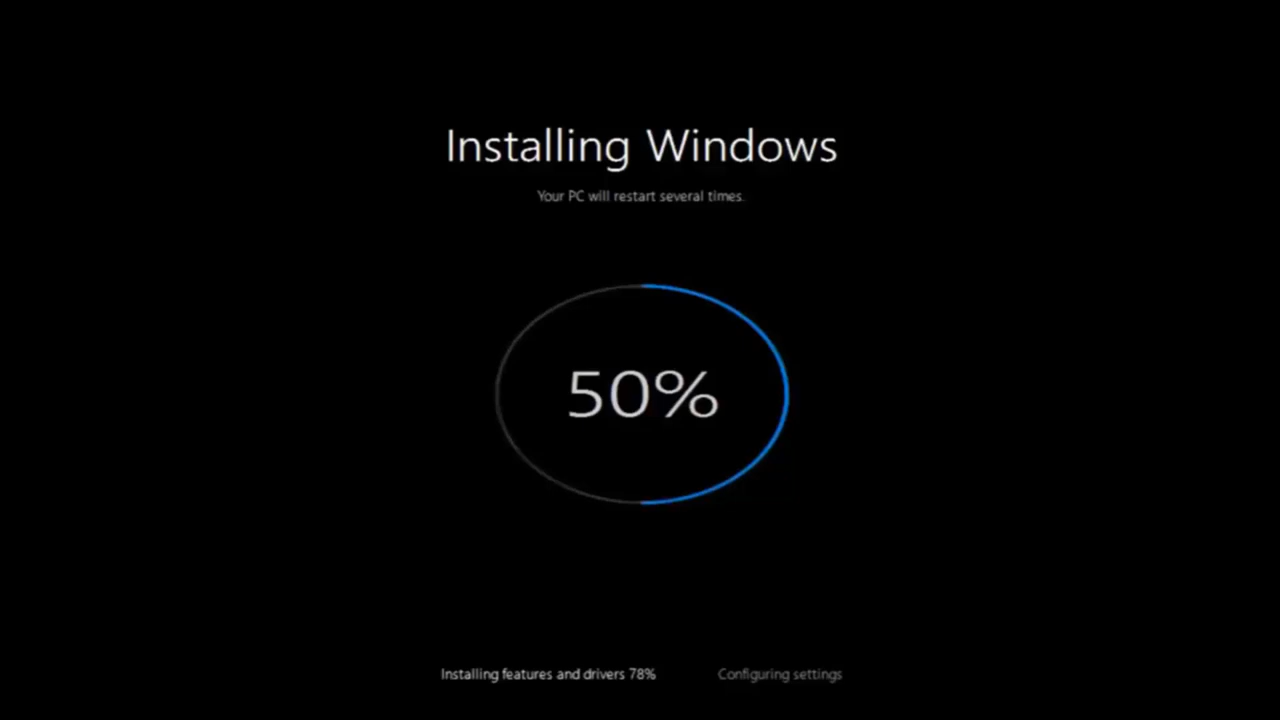 Installing Windows
Your PC will restart several times.
50%
Installing features and drivers 78% Configuring settings